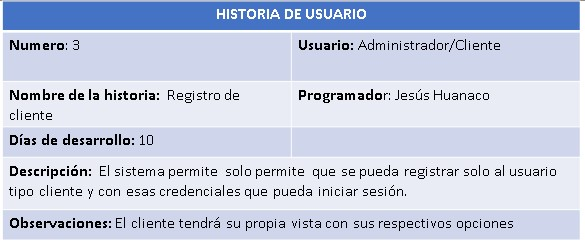 HISTORIA DE USUARIO
Numero: 3
Usuario: Administrador/Cliente
Nombre de la historia: Registro de
cliente
Programador: Jesús Huanaco
Días de desarrollo: 10
Descripción: El sistema permite solo permite que se pueda registrar solo al usuario
tipo cliente y con esas credenciales que pueda iniciar sesión.
Observaciones: El cliente tendrá su propia vista con sus respectivos opciones